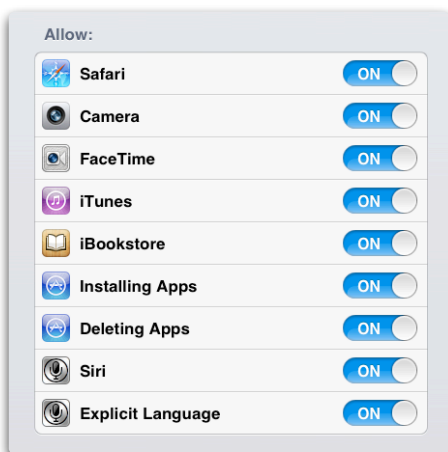 Allow:
Safari ON
Camera ON
FaceTime ON
iTunes ON
iBookstore ON
Installing Apps ON
Deleting Apps ON
Siri ON
Explicit Language ON